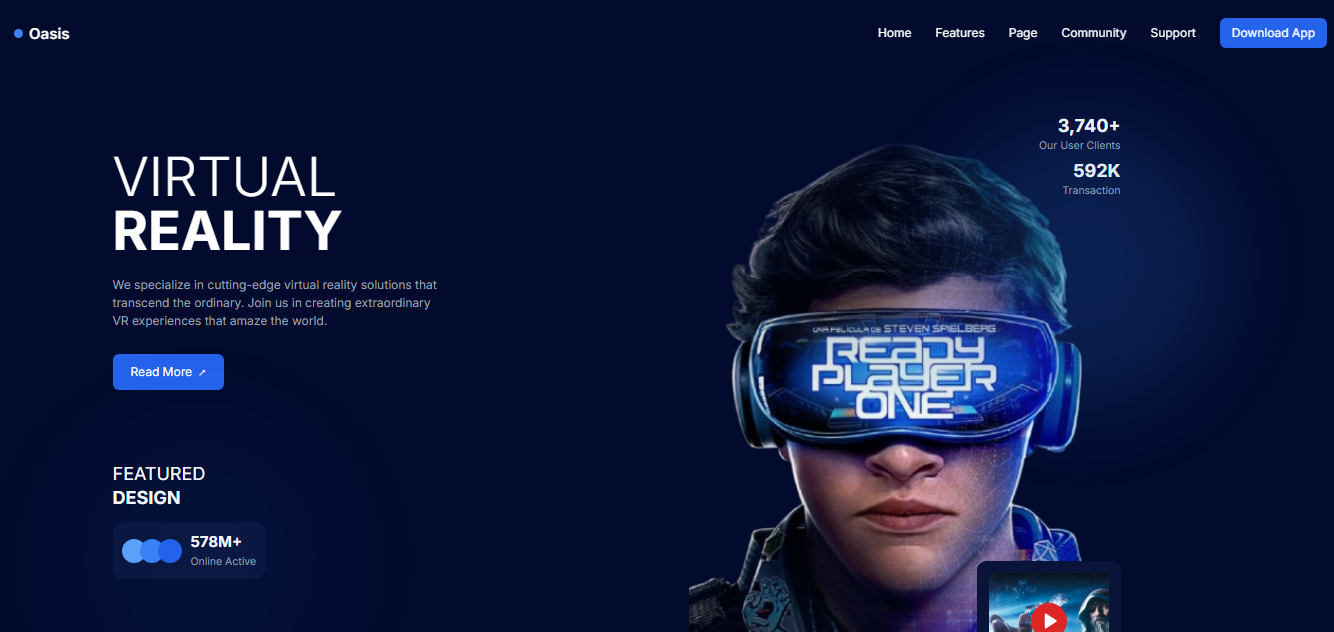 Oasis
Home
Features
Page
Community
Support
Download App
3,740+
Our User Clients
592K
Transaction
VIRTUAL
REALITY
We specialize in cutting-edge virtual reality solutions that
transcend the ordinary. Join us in creating extraordinary
VR experiences that amaze the world.
Read More ↗
UNA PELÍCULA DE STEVEN SPIELBERG
READY
PLAYER
ONE
FEATURED
DESIGN
578M+
Online Active